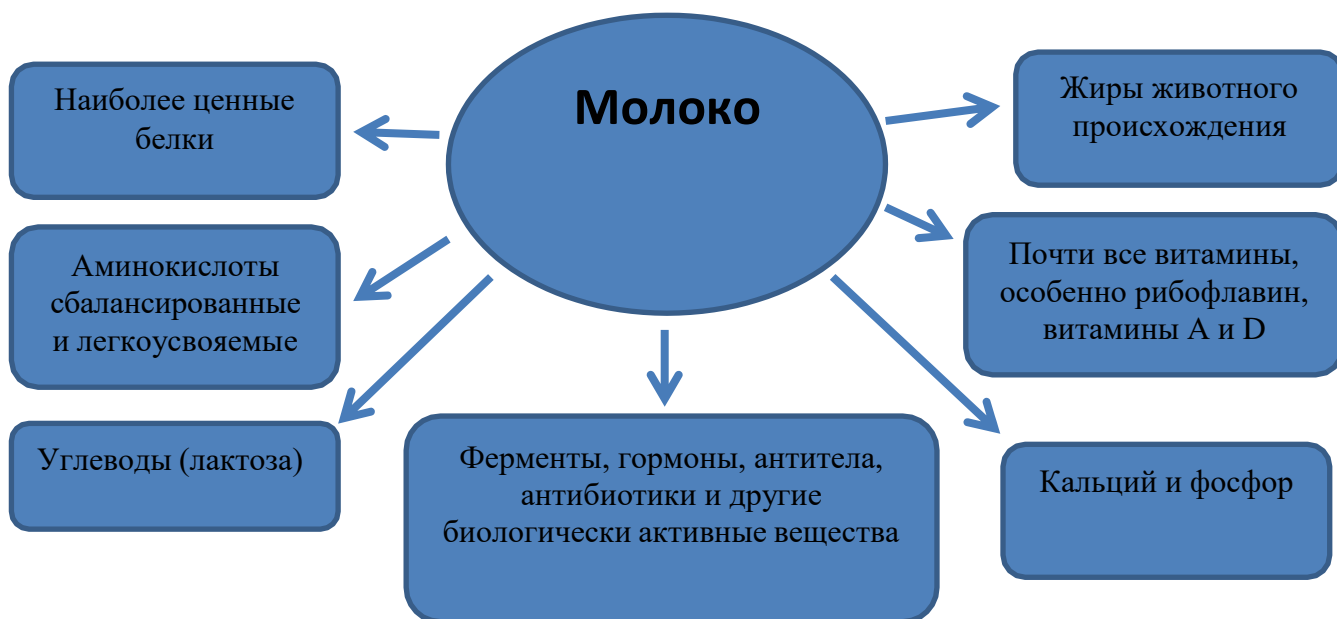 Молоко
Наиболее ценные
белки
Аминокислоты
сбалансированные
и легкоусвояемые
Углеводы (лактоза)
Ферменты, гормоны, антитела,
антибиотики и другие
биологически активные вещества
Жиры животного
происхождения
Почти все витамины,
особенно рибофлавин,
витамины А и D
Кальций и фосфор